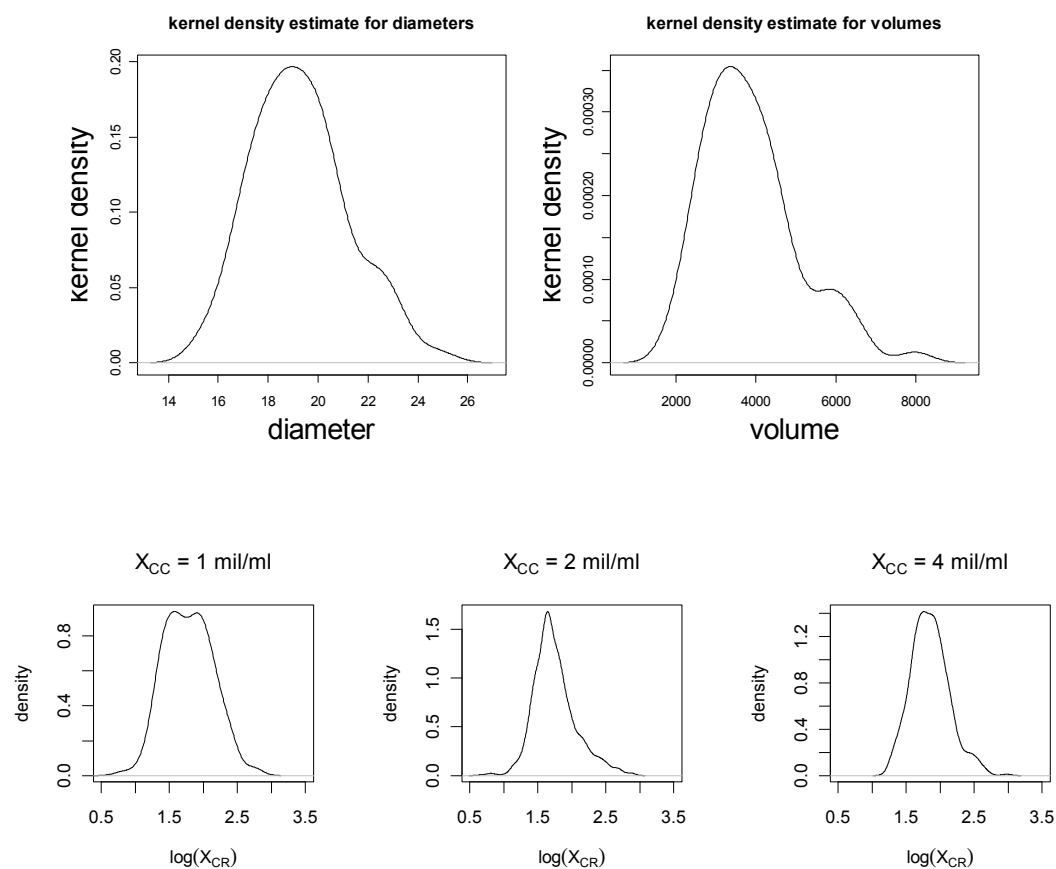 kernel density estimate for diameters
kernel density
0.00
0.05
0.10
0.15
0.20
14
16
18
20
22
24
26
diameter
kernel density estimate for volumes
kernel density
0.00000
0.00010
0.00020
0.00030
2000
4000
6000
8000
volume
X_CC = 1 mil/ml
density
0.0
0.4
0.8
0.5
1.5
2.5
3.5
log(X_CR)
X_CC = 2 mil/ml
density
0.0
0.5
1.0
1.5
0.5
1.5
2.5
3.5
log(X_CR)
X_CC = 4 mil/ml
density
0.0
0.4
0.8
1.2
0.5
1.5
2.5
3.5
log(X_CR)